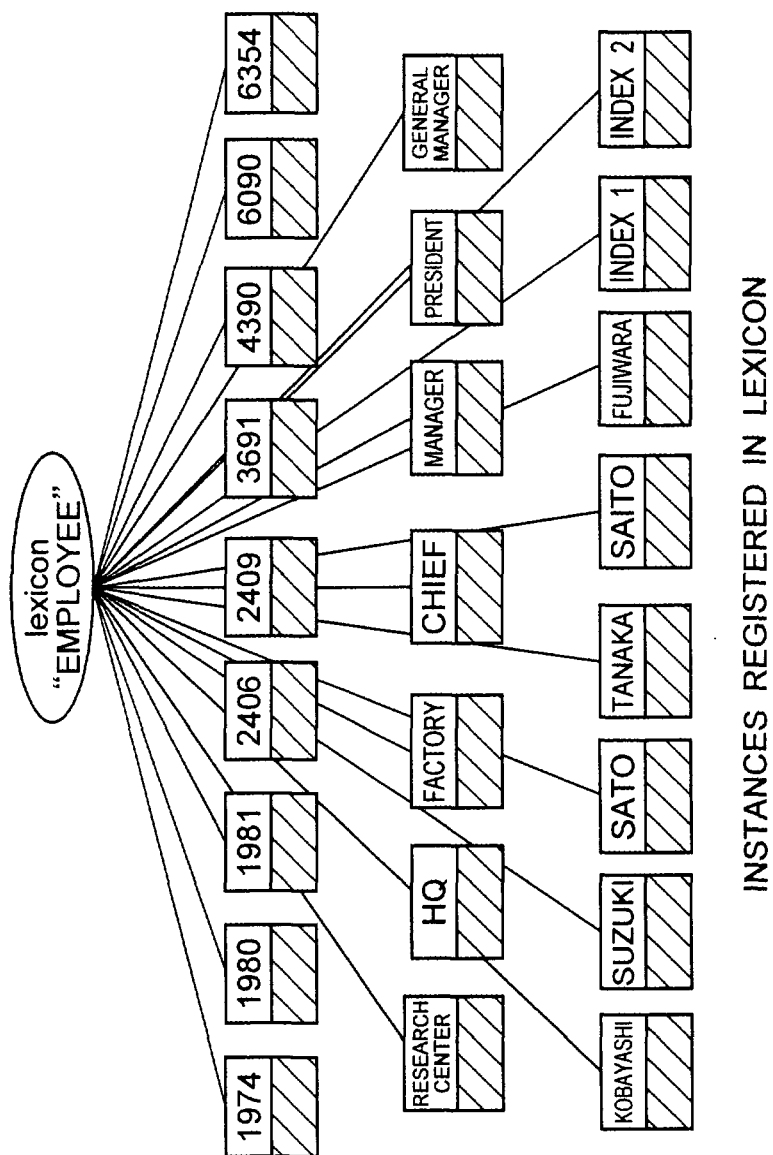 lexicon
"EMPLOYEE"
1974
1980
1981
2406
2409
3691
4390
6090
6354
RESEARCH
CENTER
HQ
FACTORY
CHIEF
MANAGER
PRESIDENT
GENERAL
MANAGER
KOBAYASHI
SUZUKI
SATO
TANAKA
SAITO
FUJIWARA
INDEX 1
INDEX 2
INSTANCES REGISTERED IN LEXICON